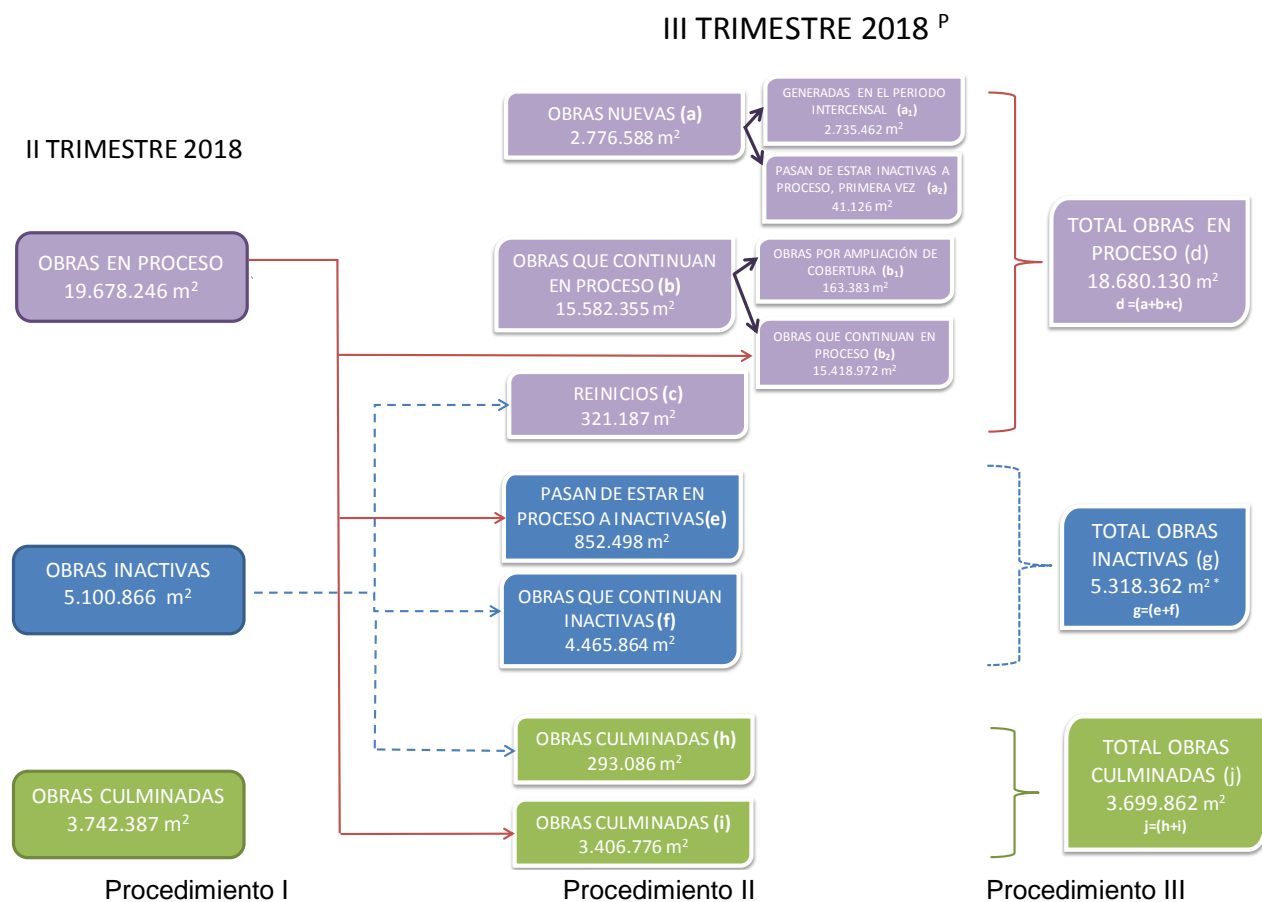 III TRIMESTRE 2018 P
II TRIMESTRE 2018
OBRAS EN PROCESO
19.678.246 m2
OBRAS INACTIVAS
5.100.866 m2
OBRAS CULMINADAS
3.742.387 m2
Procedimiento I
OBRAS NUEVAS (a)
2.776.588 m2
GENERADAS EN EL PERIODO
INTERCENSAL (a1)
2.735.462 m2
PASAN DE ESTAR INACTIVAS A
PROCESO, PRIMERA VEZ (a2)
41.126 m2
OBRAS QUE CONTINUAN
EN PROCESO (b)
15.582.355 m2
OBRAS POR AMPLIACIÓN DE
COBERTURA (b1)
163.383 m2
OBRAS QUE CONTINUAN EN
PROCESO (b2)
15.418.972 m2
REINICIOS (c)
321.187 m2
PASAN DE ESTAR EN
PROCESO A INACTIVAS(e)
852.498 m2
OBRAS QUE CONTINUAN
INACTIVAS (f)
4.465.864 m2
OBRAS CULMINADAS (h)
293.086 m2
OBRAS CULMINADAS (i)
3.406.776 m2
Procedimiento II
TOTAL OBRAS EN
PROCESO (d)
18.680.130 m2
d =(a+b+c)
TOTAL OBRAS
INACTIVAS (g)
5.318.362 m2 *
g=(e+f)
TOTAL OBRAS
CULMINADAS (j)
3.699.862 m2
j=(h+i)
Procedimiento III